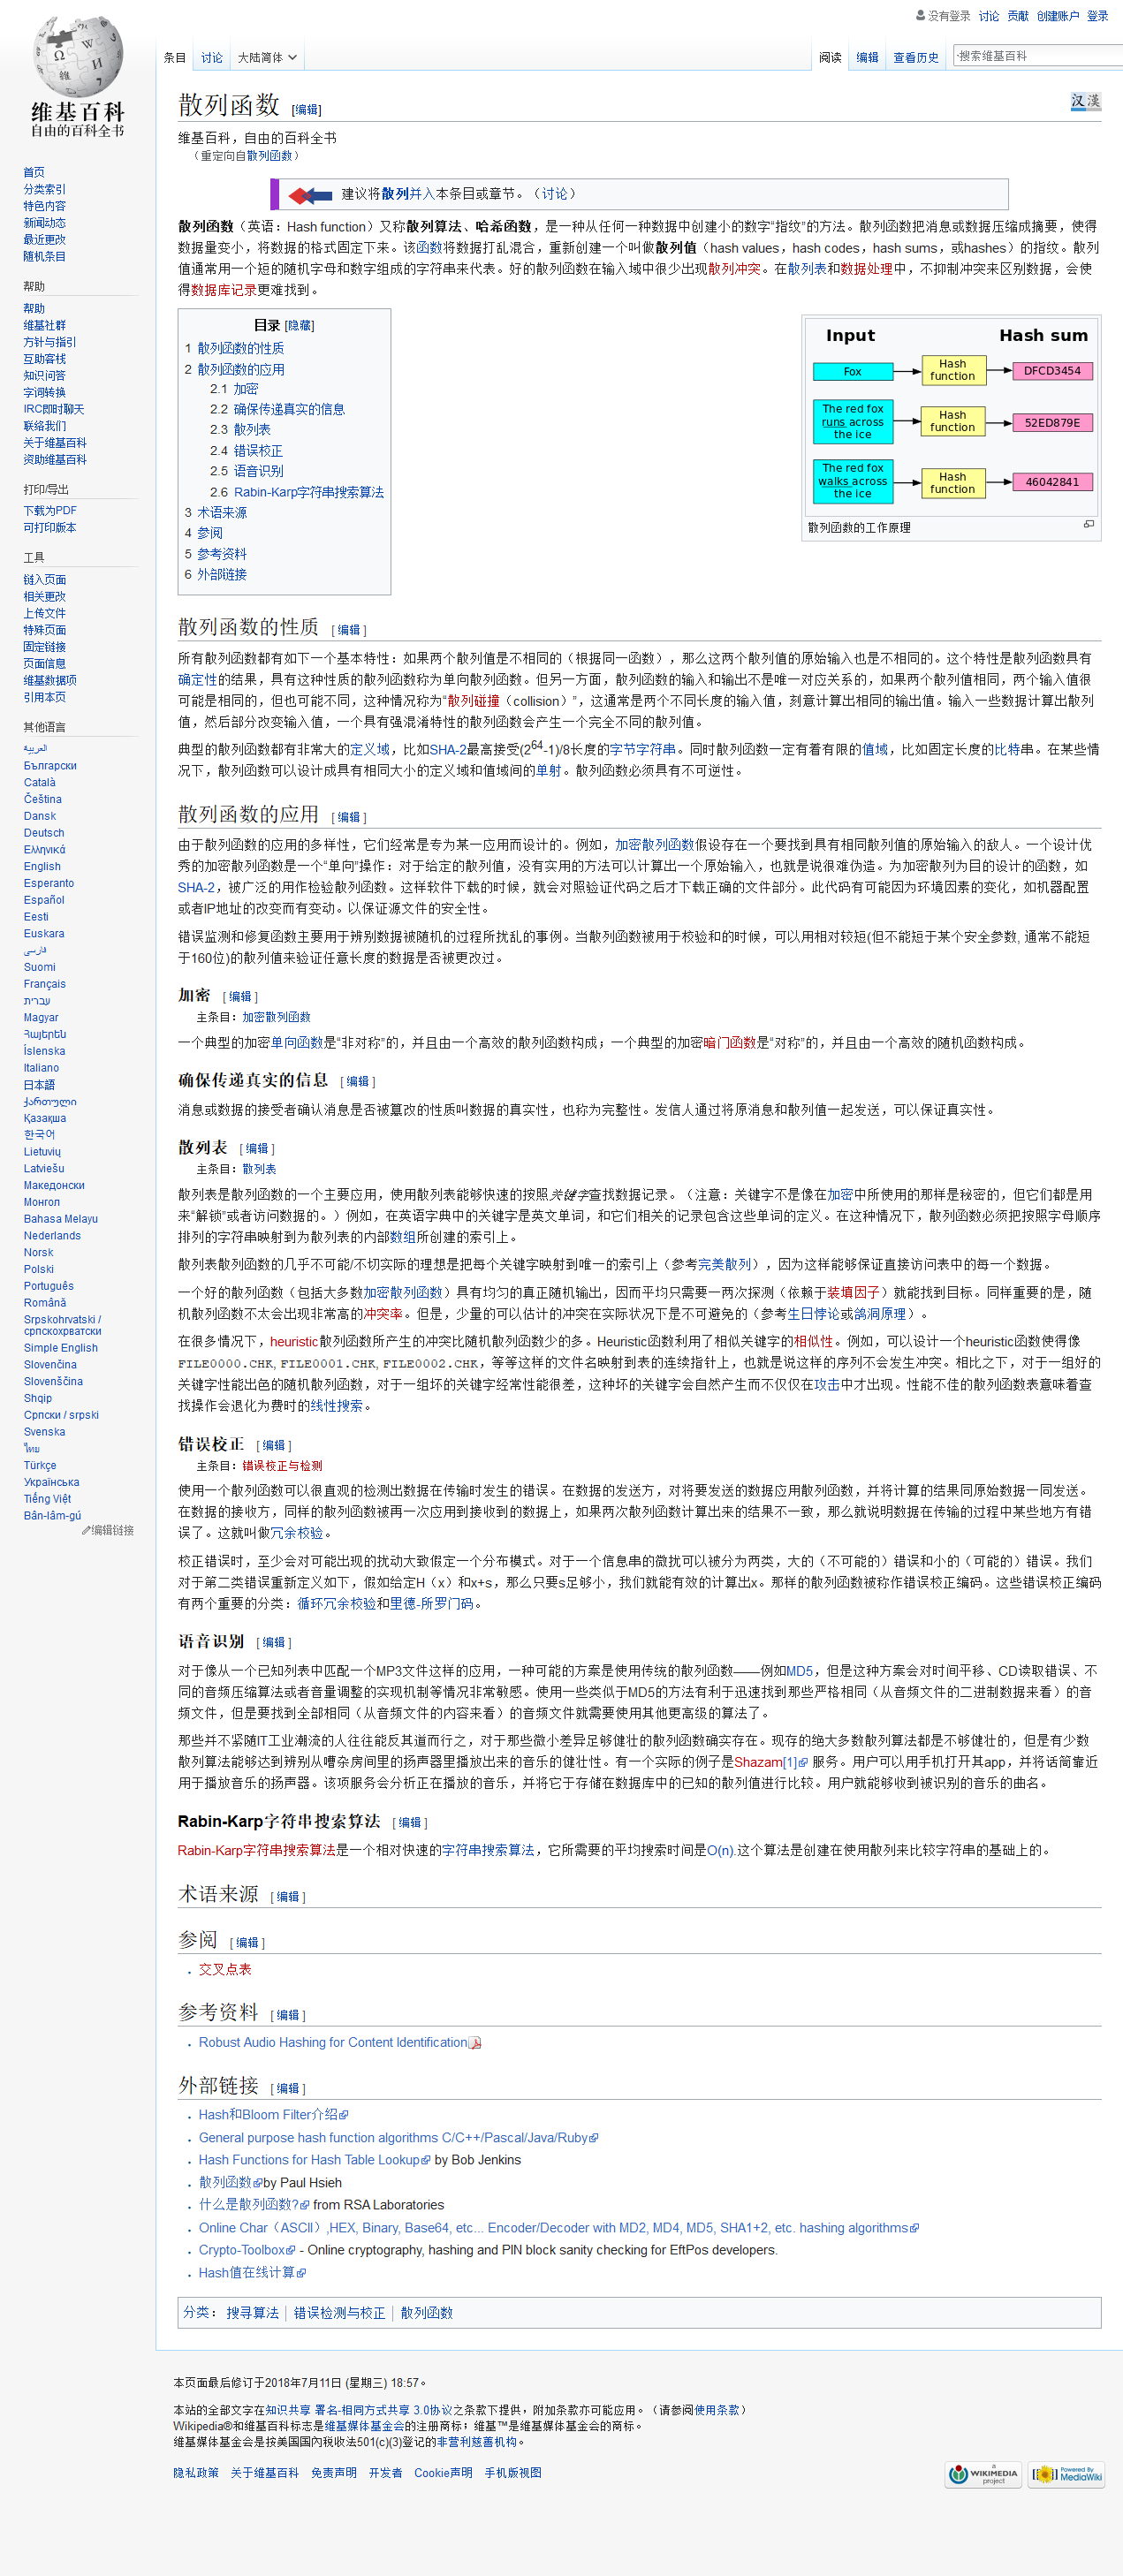 没有登录 讨论 贡献 创建账户 登录
条目 讨论 大陆简体 阅读 编辑 查看历史 搜索维基百科
维基百科
自由的百科全书
首页
分类索引
特色内容
新闻动态
最近更改
随机条目
帮助
帮助
维基社群
方针与指引
互助客栈
知识问答
字词转换
IRC即时聊天
联络我们
关于维基百科
资助维基百科
打印/导出
下载为PDF
可打印版本
工具
链入页面
相关更改
上传文件
特殊页面
固定链接
页面信息
维基数据项
引用本页
其他语言
العربية
Български
Català
Čeština
Dansk
Deutsch
Ελληνικά
English
Esperanto
Español
Eesti
Euskara
فارسی
Suomi
Français
עברית
Magyar
Հայերեն
Íslenska
Italiano
日本語
ქართული
Қазақша
한국어
Lietuvių
Latviešu
Македонски
Монгол
Bahasa Melayu
Nederlands
Norsk
Polski
Português
Română
Srpskohrvatski /
српскохрватски
Simple English
Slovenčina
Slovenščina
Shqip
Српски / srpski
Svenska
ไทย
Türkçe
Українська
Tiếng Việt
Bân-lâm-gú
编辑链接
散列函数 [编辑]
汉 漢
维基百科，自由的百科全书
（重定向自散列函数）
建议将散列并入本条目或章节。（讨论）
散列函数（英语：Hash function）又称散列算法、哈希函数，是一种从任何一种数据中创建小的数字“指纹”的方法。散列函数把消息或数据压缩成摘要，使得
数据量变小，将数据的格式固定下来。该函数将数据打乱混合，重新创建一个叫做散列值（hash values，hash codes，hash sums，或hashes）的指纹。散列
值通常用一个短的随机字母和数字组成的字符串来代表。好的散列函数在输入域中很少出现散列冲突。在散列表和数据处理中，不抑制冲突来区别数据，会使
得数据库记录更难找到。
目录 [隐藏]
1 散列函数的性质
2 散列函数的应用
2.1 加密
2.2 确保传递真实的信息
2.3 散列表
2.4 错误校正
2.5 语音识别
2.6 Rabin-Karp字符串搜索算法
3 术语来源
4 参阅
5 参考资料
6 外部链接
Input Hash sum
Fox Hash function DFCD3454
The red fox runs across the ice Hash function 52ED879E
The red fox walks across the ice Hash function 46042841
散列函数的工作原理
散列函数的性质 [ 编辑 ]
所有散列函数都有如下一个基本特性：如果两个散列值是不相同的（根据同一函数），那么这两个散列值的原始输入也是不相同的。这个特性是散列函数具有
确定性的结果，具有这种性质的散列函数称为单向散列函数。但另一方面，散列函数的输入和输出不是唯一对应关系的，如果两个散列值相同，两个输入值很
可能是相同的，但也可能不同，这种情况称为“散列碰撞（collision）”，这通常是两个不同长度的输入值，刻意计算出相同的输出值。输入一些数据计算出散列
值，然后部分改变输入值，一个具有强混淆特性的散列函数会产生一个完全不同的散列值。
典型的散列函数都有非常大的定义域，比如SHA-2最高接受(2^64-1)/8长度的字节字符串。同时散列函数一定有着有限的值域，比如固定长度的比特串。在某些情
况下，散列函数可以设计成具有相同大小的定义域和值域间的单射。散列函数必须具有不可逆性。
散列函数的应用 [ 编辑 ]
由于散列函数的应用的多样性，它们经常是专为某一应用而设计的。例如，加密散列函数假设存在一个要找到具有相同散列值的原始输入的敌人。一个设计优
秀的加密散列函数是一个“单向”操作：对于给定的散列值，没有实用的方法可以计算出一个原始输入，也就是说很难伪造。为加密散列为目的设计的函数，如
SHA-2，被广泛的用作检验散列函数。这样软件下载的时候，就会对照验证代码之后才下载正确的文件部分。此代码有可能因为环境因素的变化，如机器配置
或者IP地址的改变而有变动。以保证源文件的安全性。
错误监测和修复函数主要用于辨别数据被随机的过程所扰乱的事例。当散列函数被用于校验和的时候，可以用相对较短(但不能短于某个安全参数, 通常不能短
于160位)的散列值来验证任意长度的数据是否被更改过。
加密 [ 编辑 ]
主条目：加密散列函数
一个典型的加密单向函数是“非对称”的，并且由一个高效的散列函数构成；一个典型的加密暗门函数是“对称”的，并且由一个高效的随机函数构成。
确保传递真实的信息 [ 编辑 ]
消息或数据的接受者确认消息是否被篡改的性质叫数据的真实性，也称为完整性。发信人通过将原消息和散列值一起发送，可以保证真实性。
散列表 [ 编辑 ]
主条目：散列表
散列表是散列函数的一个主要应用，使用散列表能够快速的按照关键字查找数据记录。（注意：关键字不是像在加密中所使用的那样是秘密的，但它们都是用
来“解锁”或者访问数据的。）例如，在英语字典中的关键字是英文单词，和它们相关的记录包含这些单词的定义。在这种情况下，散列函数必须把按照字母顺序
排列的字符串映射到为散列表的内部数组所创建的索引上。
散列表散列函数的几乎不可能/不切实际的理想是把每个关键字映射到唯一的索引上（参考完美散列），因为这样能够保证直接访问表中的每一个数据。
一个好的散列函数（包括大多数加密散列函数）具有均匀的真正随机输出，因而平均只需要一两次探测（依赖于装填因子）就能找到目标。同样重要的是，随
机散列函数不太会出现非常高的冲突率。但是，少量的可以估计的冲突在实际状况下是不可避免的（参考生日悖论或鸽洞原理）。
在很多情况下，heuristic散列函数所产生的冲突比随机散列函数少的多。Heuristic函数利用了相似关键字的相似性。例如，可以设计一个heuristic函数使得像
FILE0000.CHK, FILE0001.CHK, FILE0002.CHK，等等这样的文件名映射到表的连续指针上，也就是说这样的序列不会发生冲突。相比之下，对于一组好的
关键字性能出色的随机散列函数，对于一组坏的关键字经常性能很差，这种坏的关键字会自然产生而不仅仅在攻击中才出现。性能不佳的散列函数表意味着查
找操作会退化为费时的线性搜索。
错误校正 [ 编辑 ]
主条目：错误校正与检测
使用一个散列函数可以很直观的检测出数据在传输时发生的错误。在数据的发送方，对将要发送的数据应用散列函数，并将计算的结果同原始数据一同发送。
在数据的接收方，同样的散列函数被再一次应用到接收到的数据上，如果两次散列函数计算出来的结果不一致，那么就说明数据在传输的过程中某些地方有错
误了。这就叫做冗余校验。
校正错误时，至少会对可能出现的扰动大致假定一个分布模式。对于一个信息串的微扰可以被分为两类，大的（不可能的）错误和小的（可能的）错误。我们
对于第二类错误重新定义如下，假如给定H（x）和x+s，那么只要s足够小，我们就能有效的计算出x。那样的散列函数被称作错误校正编码。这些错误校正编码
有两个重要的分类：循环冗余校验和里德-所罗门码。
语音识别 [ 编辑 ]
对于像从一个已知列表中匹配一个MP3文件这样的应用，一种可能的方案是使用传统的散列函数——例如MD5，但是这种方案会对时间平移、CD读取错误、不
同的音频压缩算法或者音量调整的实现机制等情况非常敏感。使用一些类似于MD5的方法有利于迅速找到那些严格相同（从音频文件的二进制数据来看）的音
频文件，但是要找到全部相同（从音频文件的内容来看）的音频文件就需要使用其他更高级的算法了。
那些并不紧随IT工业潮流的人往往能反其道而行之，对于那些微小差异足够健壮的散列函数确实存在。现存的绝大多数散列算法都是不够健壮的，但是有少数
散列算法能够达到辨别从嘈杂房间里的扬声器里播放出来的音乐的健壮性。有一个实际的例子是Shazam[1] 服务。用户可以用手机打开其app，并将话筒靠近
用于播放音乐的扬声器。该项服务会分析正在播放的音乐，并将它于存储在数据库中的已知的散列值进行比较。用户就能够收到被识别的音乐的曲名。
Rabin-Karp字符串搜索算法 [ 编辑 ]
Rabin-Karp字符串搜索算法是一个相对快速的字符串搜索算法，它所需要的平均搜索时间是O(n).这个算法是创建在使用散列来比较字符串的基础上的。
术语来源 [ 编辑 ]
参阅 [ 编辑 ]
交叉点表
参考资料 [ 编辑 ]
Robust Audio Hashing for Content Identification
外部链接 [ 编辑 ]
Hash和Bloom Filter介绍
General purpose hash function algorithms C/C++/Pascal/Java/Ruby
Hash Functions for Hash Table Lookup by Bob Jenkins
散列函数by Paul Hsieh
什么是散列函数? from RSA Laboratories
Online Char（ASCII）,HEX, Binary, Base64, etc... Encoder/Decoder with MD2, MD4, MD5, SHA1+2, etc. hashing algorithms
Crypto-Toolbox - Online cryptography, hashing and PIN block sanity checking for EftPos developers.
Hash值在线计算
分类： 搜寻算法 | 错误检测与校正 | 散列函数
本页面最后修订于2018年7月11日 (星期三) 18:57。
本站的全部文字在知识共享 署名-相同方式共享 3.0协议之条款下提供，附加条款亦可能应用。（请参阅使用条款）
Wikipedia®和维基百科标志是维基媒体基金会的注册商标；维基™是维基媒体基金会的商标。
维基媒体基金会是按美国国內稅收法501(c)(3)登记的非营利慈善机构。
隐私政策 关于维基百科 免责声明 开发者 Cookie声明 手机版视图
A WIKIMEDIA project
Powered By MediaWiki